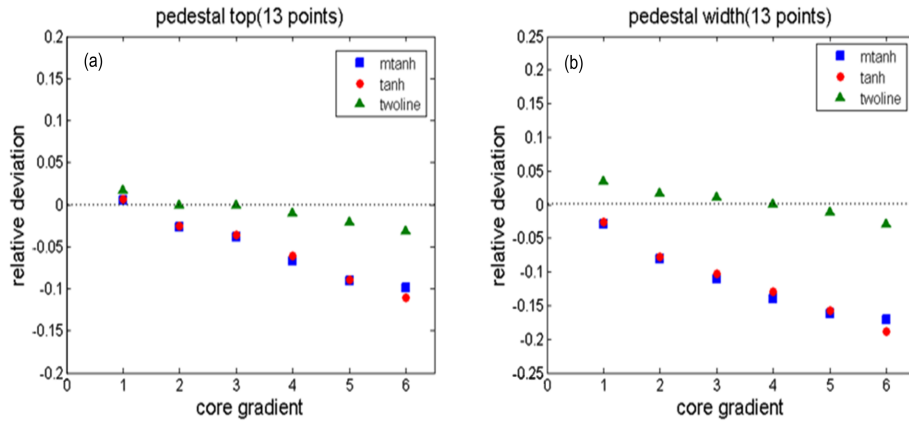 pedestal top(13 points)
0.2
0.15
0.1
0.05
0
-0.05
-0.1
-0.15
-0.2
(a)
mtanh
tanh
twoline
relative deviation
0 1 2 3 4 5 6
core gradient
pedestal width(13 points)
0.25
0.2
0.15
0.1
0.05
0
-0.05
-0.1
-0.15
-0.2
-0.25
(b)
mtanh
tanh
twoline
relative deviation
0 1 2 3 4 5 6
core gradient